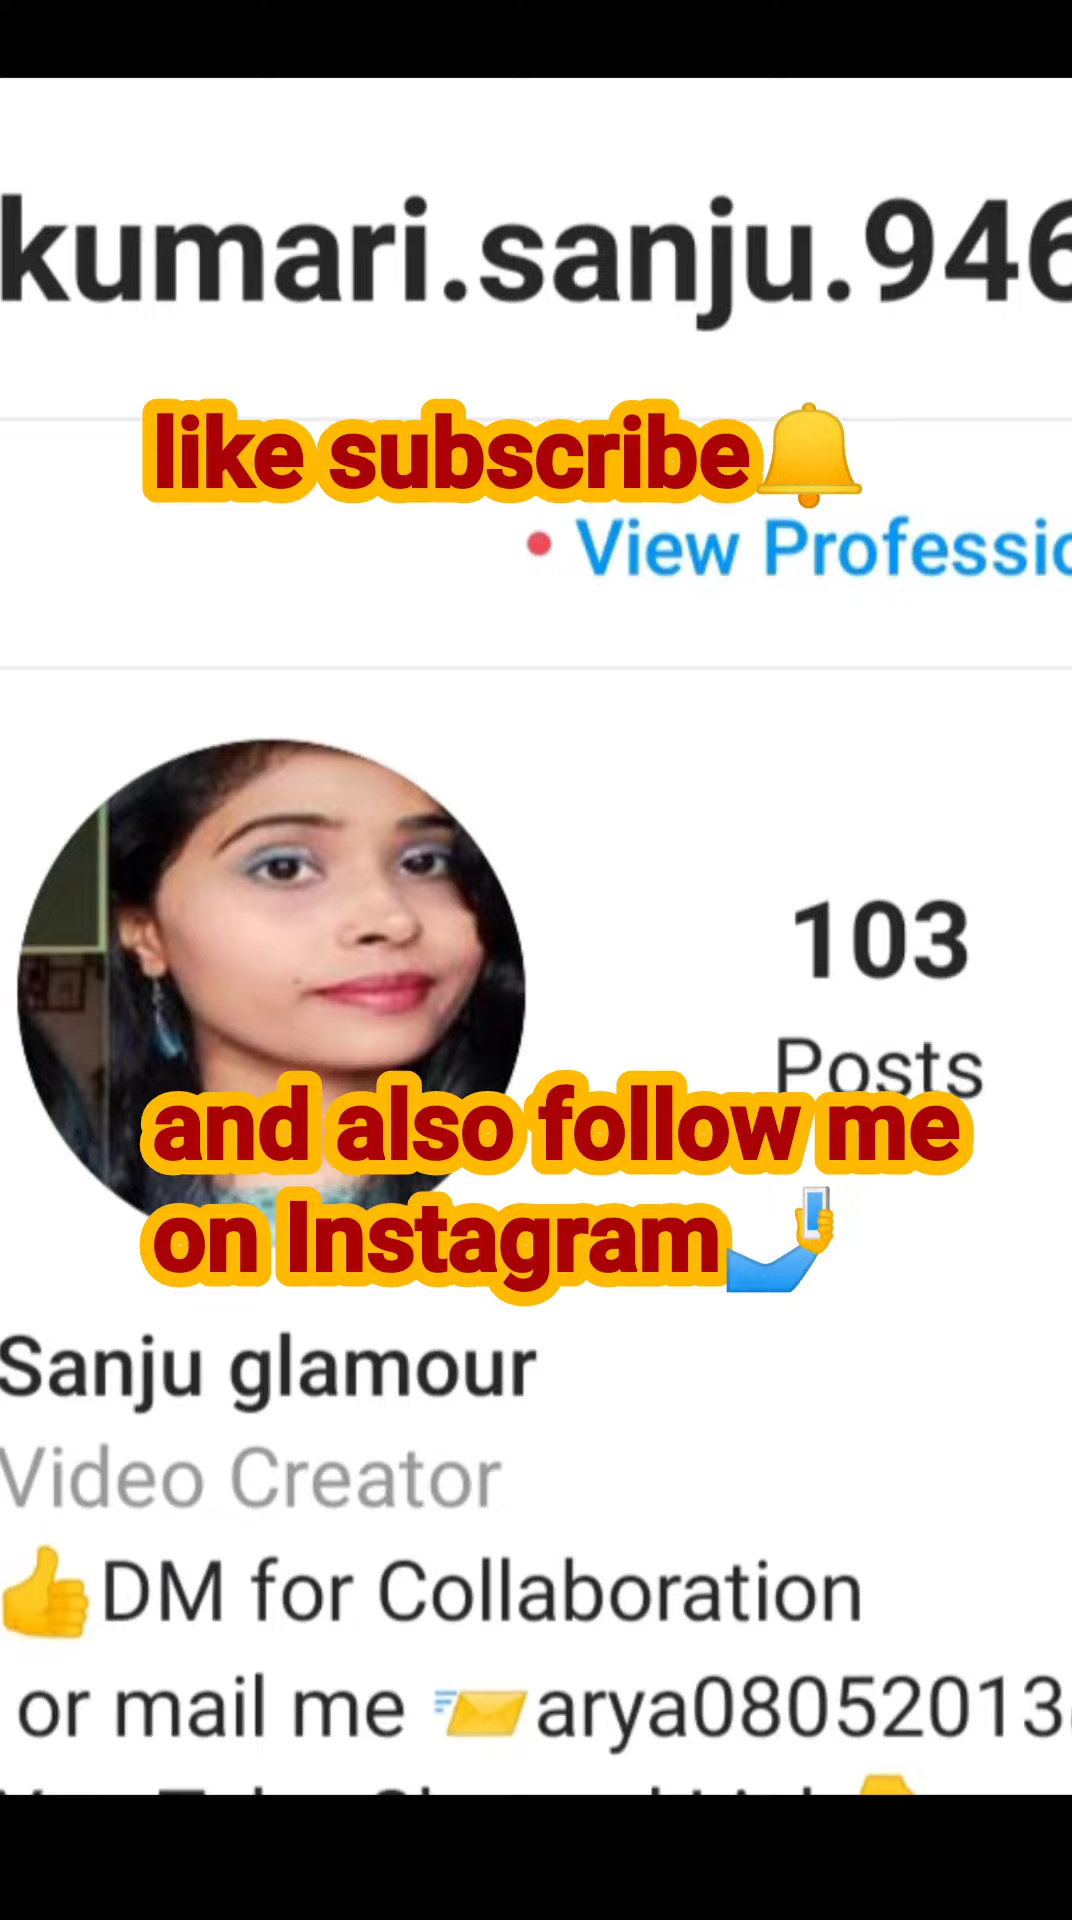 kumari.sanju.946
like subscribe🔔
View Professio
103
Posts
and also follow me
on Instagram🤳
Sanju glamour
Video Creator
👍DM for Collaboration
or mail me 📨arya08052013